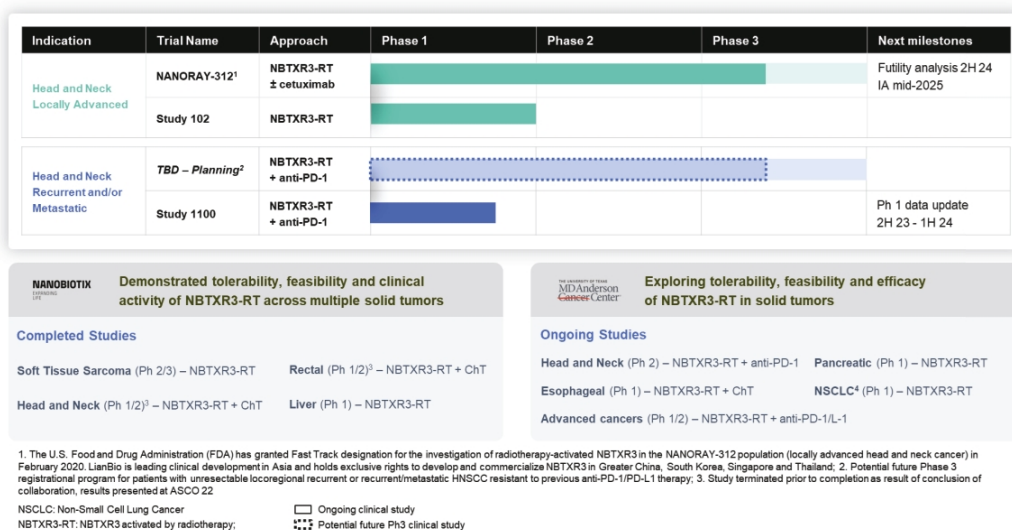 Indication Trial Name Approach Phase 1 Phase 2 Phase 3 Next milestones
Head and Neck
Locally Advanced
NANORAY-312¹
NBTXR3-RT
± cetuximab
Futility analysis 2H 24
IA mid-2025
Study 102
NBTXR3-RT
Head and Neck
Recurrent and/or
Metastatic
TBD – Planning²
NBTXR3-RT
+ anti-PD-1
Study 1100
NBTXR3-RT
+ anti-PD-1
Ph 1 data update
2H 23 - 1H 24
NANOBIOTIX
EXPANDING
LIFE
Demonstrated tolerability, feasibility and clinical
activity of NBTXR3-RT across multiple solid tumors
Completed Studies
Soft Tissue Sarcoma (Ph 2/3) – NBTXR3-RT
Rectal (Ph 1/2)³ – NBTXR3-RT + ChT
Head and Neck (Ph 1/2)³ – NBTXR3-RT + ChT
Liver (Ph 1) – NBTXR3-RT
THE UNIVERSITY OF TEXAS
MD Anderson
Cancer Center
Exploring tolerability, feasibility and efficacy
of NBTXR3-RT in solid tumors
Ongoing Studies
Head and Neck (Ph 2) – NBTXR3-RT + anti-PD-1
Pancreatic (Ph 1) – NBTXR3-RT
Esophageal (Ph 1) – NBTXR3-RT + ChT
NSCLC⁴ (Ph 1) – NBTXR3-RT
Advanced cancers (Ph 1/2) – NBTXR3-RT + anti-PD-1/L-1
1. The U.S. Food and Drug Administration (FDA) has granted Fast Track designation for the investigation of radiotherapy-activated NBTXR3 in the NANORAY-312 population (locally advanced head and neck cancer) in
February 2020. LianBio is leading clinical development in Asia and holds exclusive rights to develop and commercialize NBTXR3 in Greater China, South Korea, Singapore and Thailand; 2. Potential future Phase 3
registrational program for patients with unresectable locoregional recurrent or recurrent/metastatic HNSCC resistant to previous anti-PD-1/PD-L1 therapy; 3. Study terminated prior to completion as result of conclusion of
collaboration, results presented at ASCO 22
NSCLC: Non-Small Cell Lung Cancer
NBTXR3-RT: NBTXR3 activated by radiotherapy;
Ongoing clinical study
Potential future Ph3 clinical study